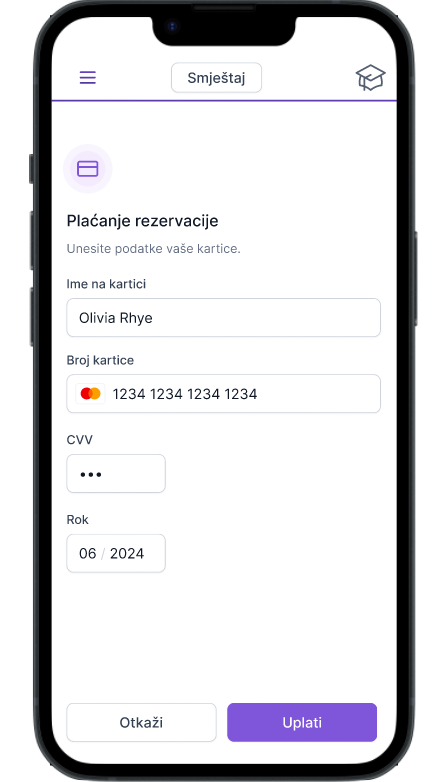 Smještaj
Plaćanje rezervacije
Unesite podatke vaše kartice.
Ime na kartici
Olivia Rhye
Broj kartice
1234 1234 1234 1234
CVV
•••
Rok
06 / 2024
Otkaži Uplati